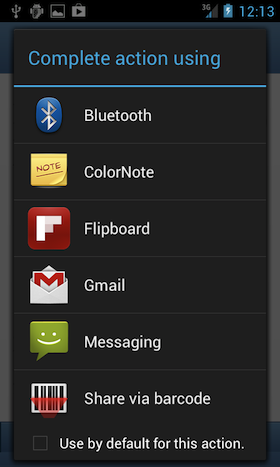 3G 12:13
Complete action using
Bluetooth
NOTE
ColorNote
Flipboard
Gmail
Messaging
Share via barcode
Use by default for this action.